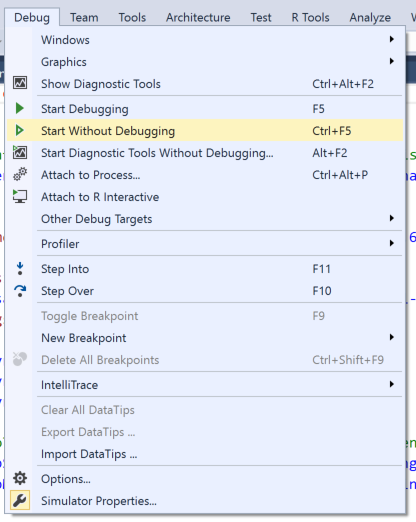 Debug Team Tools Architecture Test R Tools Analyze
Windows
Graphics
Show Diagnostic Tools Ctrl+Alt+F2
Start Debugging F5
Start Without Debugging Ctrl+F5
Start Diagnostic Tools Without Debugging... Alt+F2
Attach to Process... Ctrl+Alt+P
Attach to R Interactive
Other Debug Targets
Profiler
Step Into F11
Step Over F10
Toggle Breakpoint F9
New Breakpoint
Delete All Breakpoints Ctrl+Shift+F9
IntelliTrace
Clear All DataTips
Export DataTips ...
Import DataTips ...
Options...
Simulator Properties...